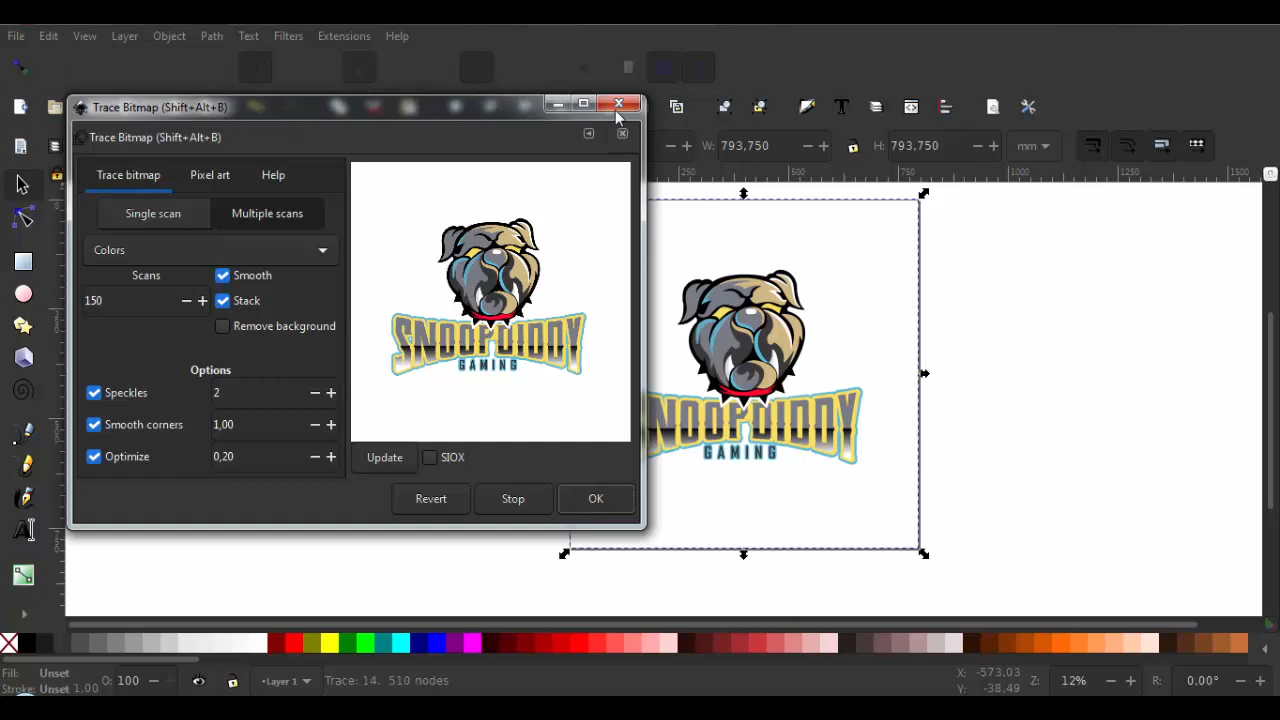 File Edit View Layer Object Path Text Filters Extensions Help
Trace Bitmap (Shift+Alt+B)
W: 793,750 H: 793,750 mm
Trace Bitmap (Shift+Alt+B)
250 500 750 1000 1250 1500
Trace bitmap Pixel art Help
Single scan Multiple scans
Colors
Scans Smooth
150 Stack
Remove background
Options
Speckles 2
Smooth corners 1,00
Optimize 0,20
SNOOPDIDDY
GAMING
NOOPDIDDY
GAMING
Update SIOX
Revert Stop OK
Fill: Unset
Stroke: Unset 1,00
O: 100
Layer 1
Trace: 14. 510 nodes
X: -573,03
Y: -38,49
Z: 12%
R: 0.00°